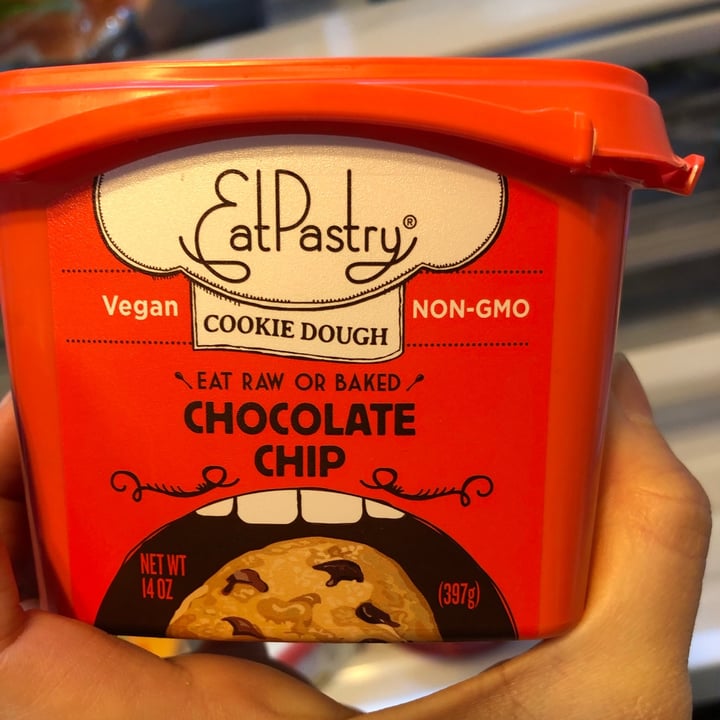 EatPastry®
Vegan
COOKIE DOUGH
NON-GMO
EAT RAW OR BAKED
CHOCOLATE
CHIP
NET WT
14 OZ
(397g)